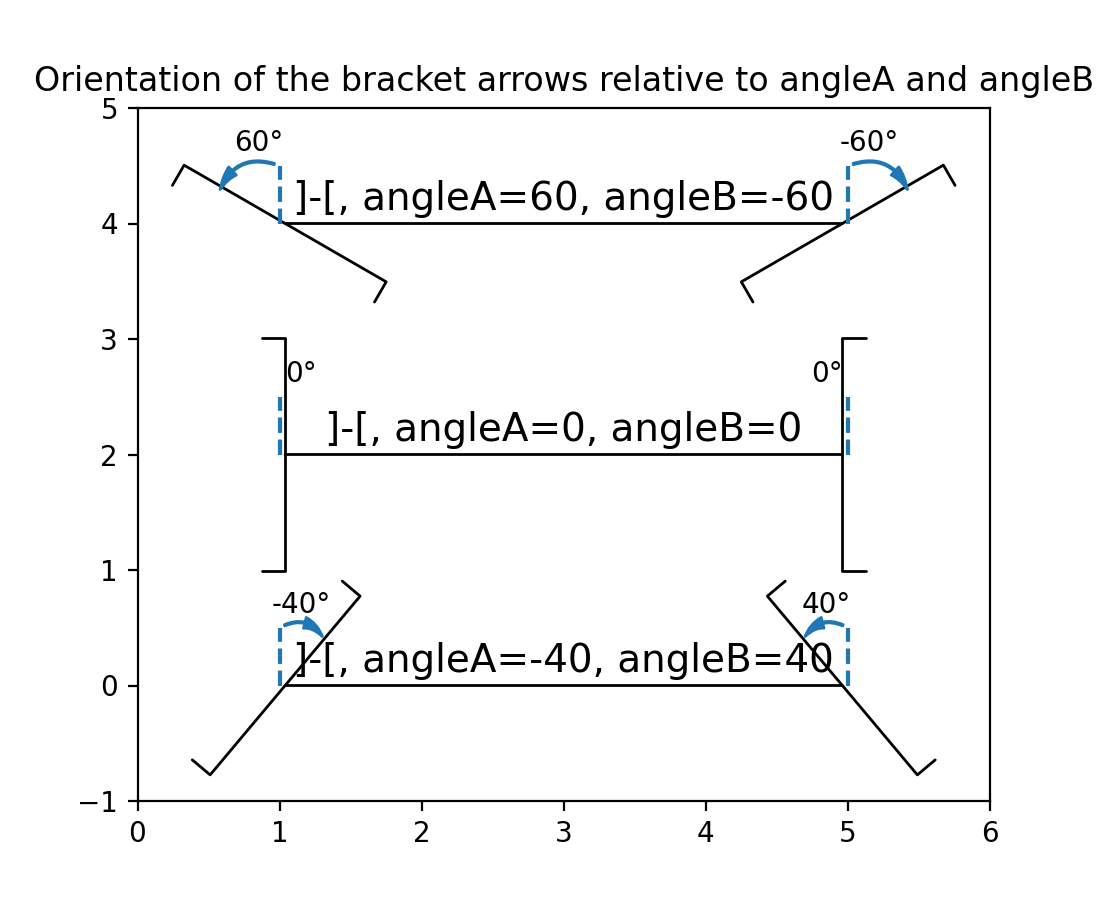 Orientation of the bracket arrows relative to angleA and angleB
5
60°
-60°
]-[, angleA=60, angleB=-60
4
3
0°
0°
]-[, angleA=0, angleB=0
2
1
-40°
40°
]-[, angleA=-40, angleB=40
0
−1
0 1 2 3 4 5 6